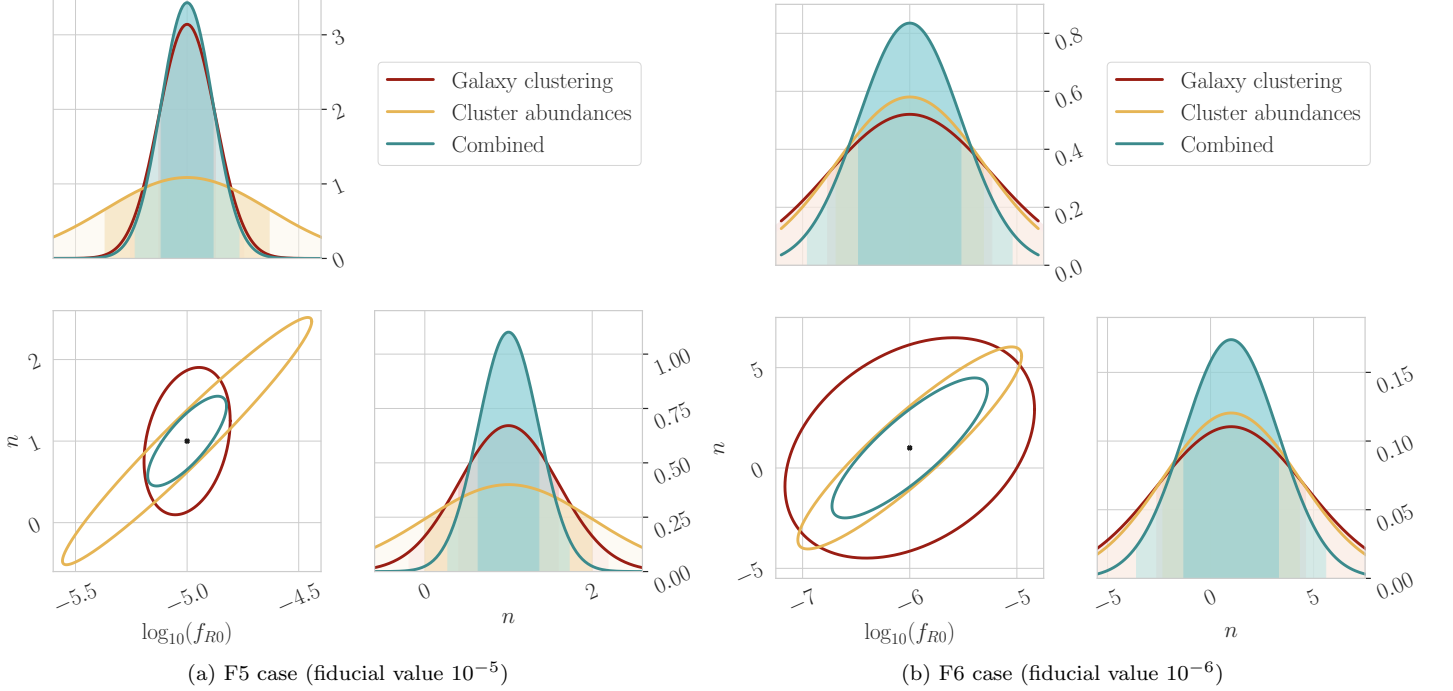 3
2
1
0
Galaxy clustering
Cluster abundances
Combined
2
1
0
n
−5.5
−5.0
−4.5
log10(fR0)
1.00
0.75
0.50
0.25
0.00
0
2
n
(a) F5 case (fiducial value 10−5)
0.8
0.6
0.4
0.2
0.0
Galaxy clustering
Cluster abundances
Combined
5
0
−5
n
−7
−6
−5
log10(fR0)
0.15
0.10
0.05
0.00
−5
0
5
n
(b) F6 case (fiducial value 10−6)